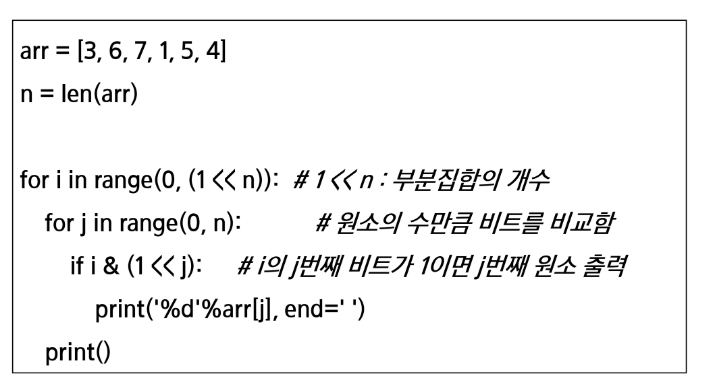 arr = [3, 6, 7, 1, 5, 4]
n = len(arr)
for i in range(0, (1 << n)): # 1 << n : 부분집합의 개수
for j in range(0, n): # 원소의 수만큼 비트를 비교함
if i & (1 << j): # i의 j번째 비트가 1이면 j번째 원소 출력
print('%d'%arr[j], end=' ')
print()